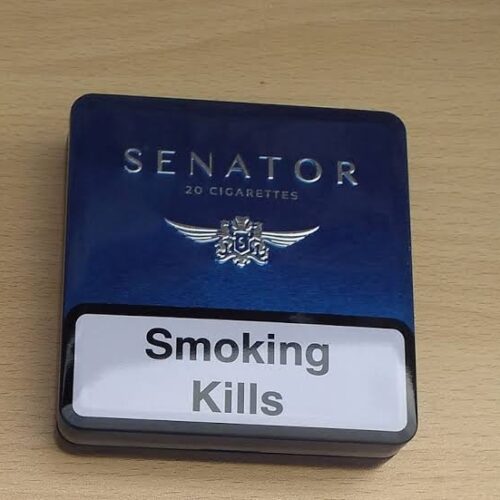 SENATOR
20 CIGARETTES
S
Smoking
Kills